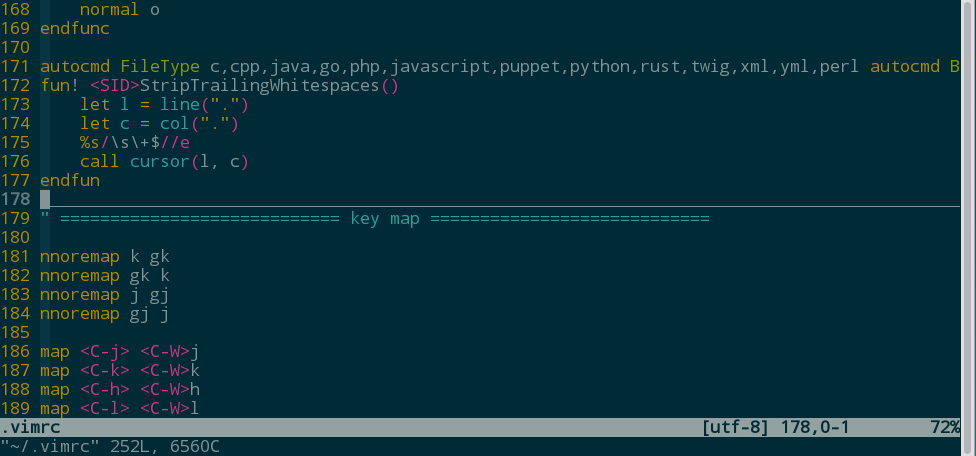 168     normal o
169 endfunc
170
171 autocmd FileType c,cpp,java,go,php,javascript,puppet,python,rust,twig,xml,yml,perl autocmd B
172 fun! <SID>StripTrailingWhitespaces()
173     let l = line(".")
174     let c = col(".")
175     %s/\s\+$//e
176     call cursor(l, c)
177 endfun
178
179 " ============================ key map ============================
180
181 nnoremap k gk
182 nnoremap gk k
183 nnoremap j gj
184 nnoremap gj j
185
186 map <C-j> <C-W>j
187 map <C-k> <C-W>k
188 map <C-h> <C-W>h
189 map <C-l> <C-W>l
.vimrc [utf-8] 178,0-1 72%
"~/.vimrc" 252L, 6560C